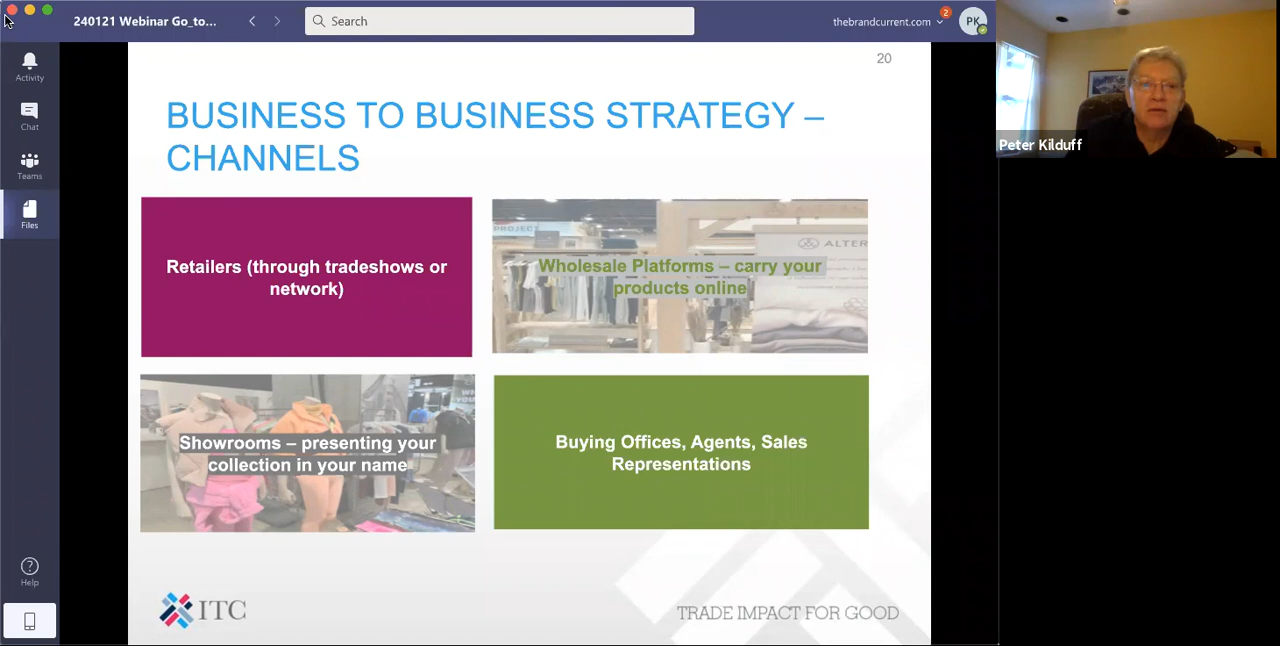 240121 Webinar Go_to...
Search
thebrandcurrent.com
2
PK
Activity
Chat
Teams
Files
Help
20
BUSINESS TO BUSINESS STRATEGY –
CHANNELS
Retailers (through tradeshows or
network)
PROJECT
ALTER
Wholesale Platforms – carry your
products online
Showrooms – presenting your
collection in your name
Buying Offices, Agents, Sales
Representations
ITC
TRADE IMPACT FOR GOOD
Peter Kilduff